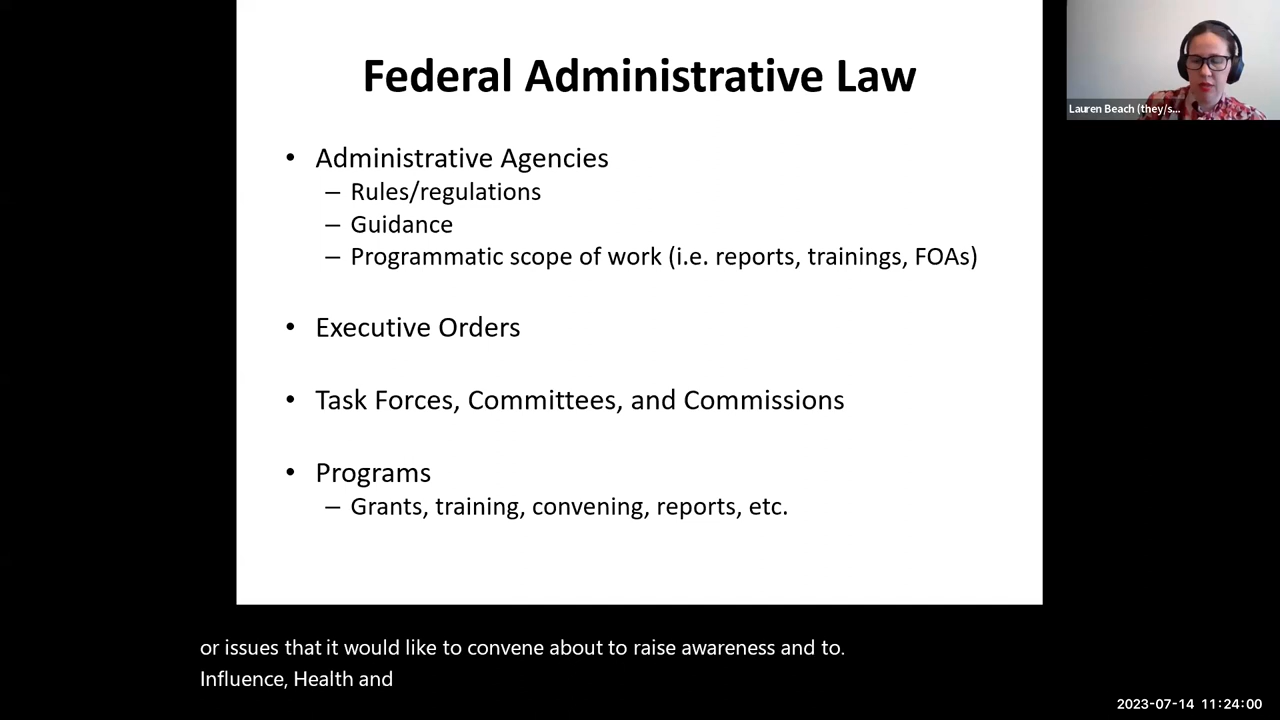 Federal Administrative Law
• Administrative Agencies
– Rules/regulations
– Guidance
– Programmatic scope of work (i.e. reports, trainings, FOAs)
• Executive Orders
• Task Forces, Committees, and Commissions
• Programs
– Grants, training, convening, reports, etc.
Lauren Beach (they/s...
or issues that it would like to convene about to raise awareness and to.
Influence, Health and
2023-07-14 11:24:00